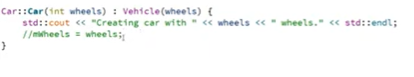 Car::Car(int wheels) : Vehicle(wheels) {
std::cout << "Creating car with " << wheels << " wheels." << std::endl;
//mWheels = wheels;
}